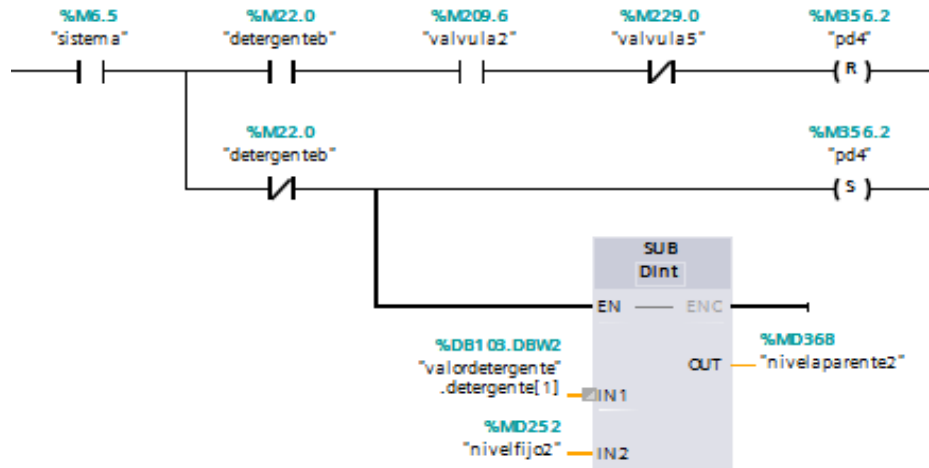 %M6.5 %M22.0 %M209.6 %M229.0 %M356.2
"sistema" "detergenteb" "valvula2" "valvula5" "pd4"
R
%M22.0 %M356.2
"detergenteb" "pd4"
S
SUB
DInt
EN ENO
%DB103.DBW2 %MD368
"valordetergente" OUT "nivelaparente2"
.detergente[1] IN1
%MD252
"nivelfijo2" IN2